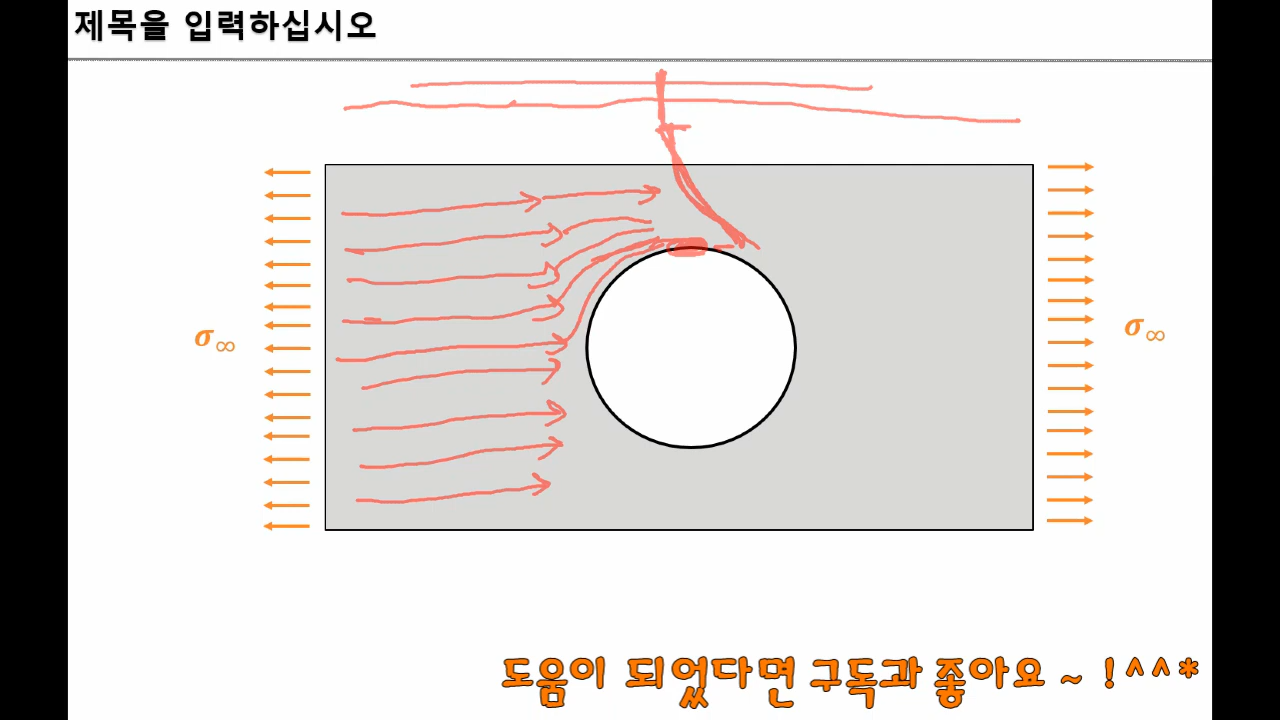 제목을 입력하십시오
σ∞
σ∞
도움이 되었다면 구독과 좋아요 ~ ! ^^*